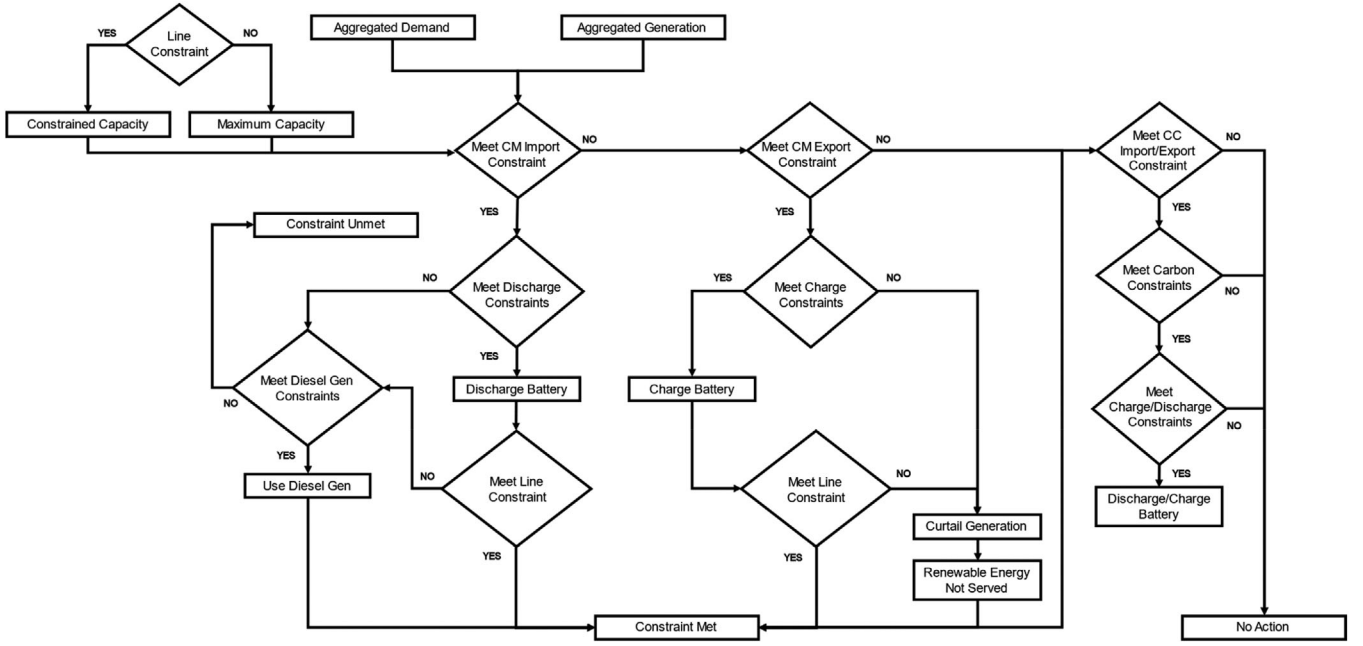 YES
Line
Constraint
NO
Aggregated Demand
Aggregated Generation
Constrained Capacity
Maximum Capacity
Meet CM Import
Constraint
NO
Meet CM Export
Constraint
NO
Meet CC
Import/Export
Constraint
NO
YES
YES
YES
Constraint Unmet
NO
Meet Discharge
Constraints
YES
Meet Charge
Constraints
NO
Meet Carbon
Constraints
NO
YES
YES
Meet Diesel Gen
Constraints
NO
Discharge Battery
Charge Battery
Meet
Charge/Discharge
Constraints
NO
YES
Use Diesel Gen
NO
Meet Line
Constraint
Meet Line
Constraint
NO
YES
Discharge/Charge
Battery
Curtail Generation
YES
YES
Renewable Energy
Not Served
Constraint Met
No Action